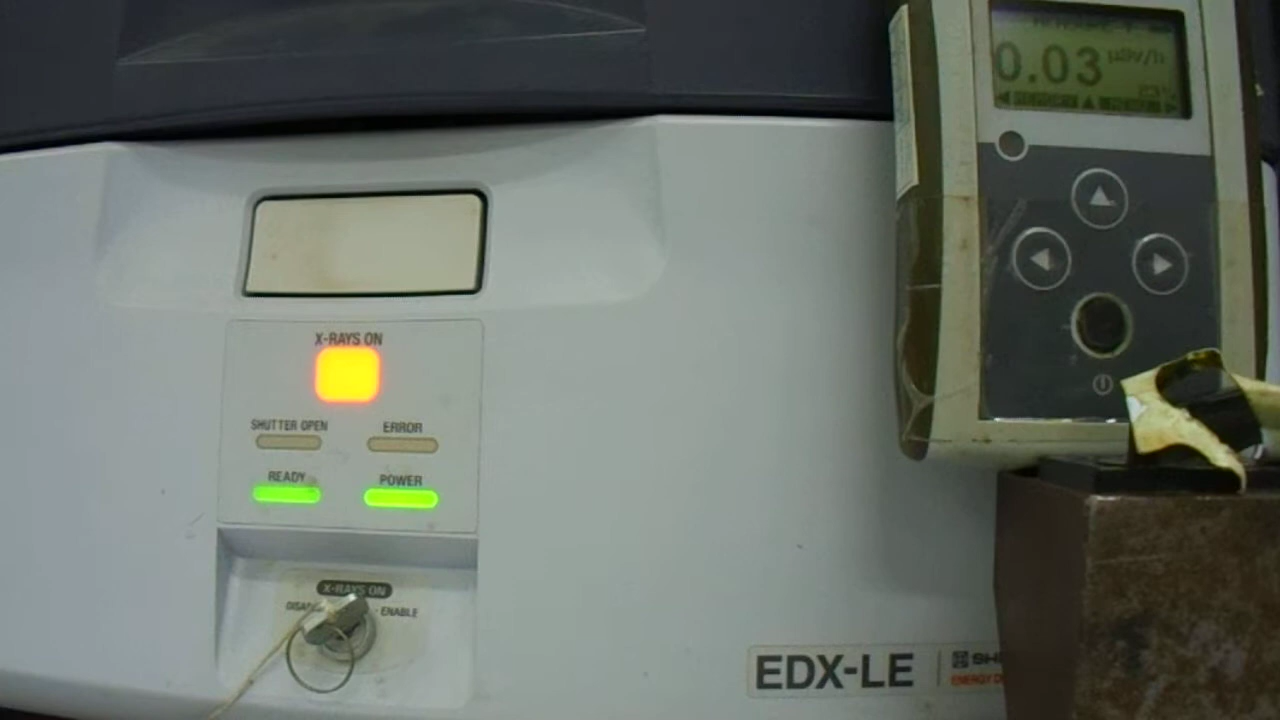 0.03 µSv/h
X-RAYS ON
SHUTTER OPEN
ERROR
READY
POWER
X-RAYS ON
ENABLE
EDX-LE